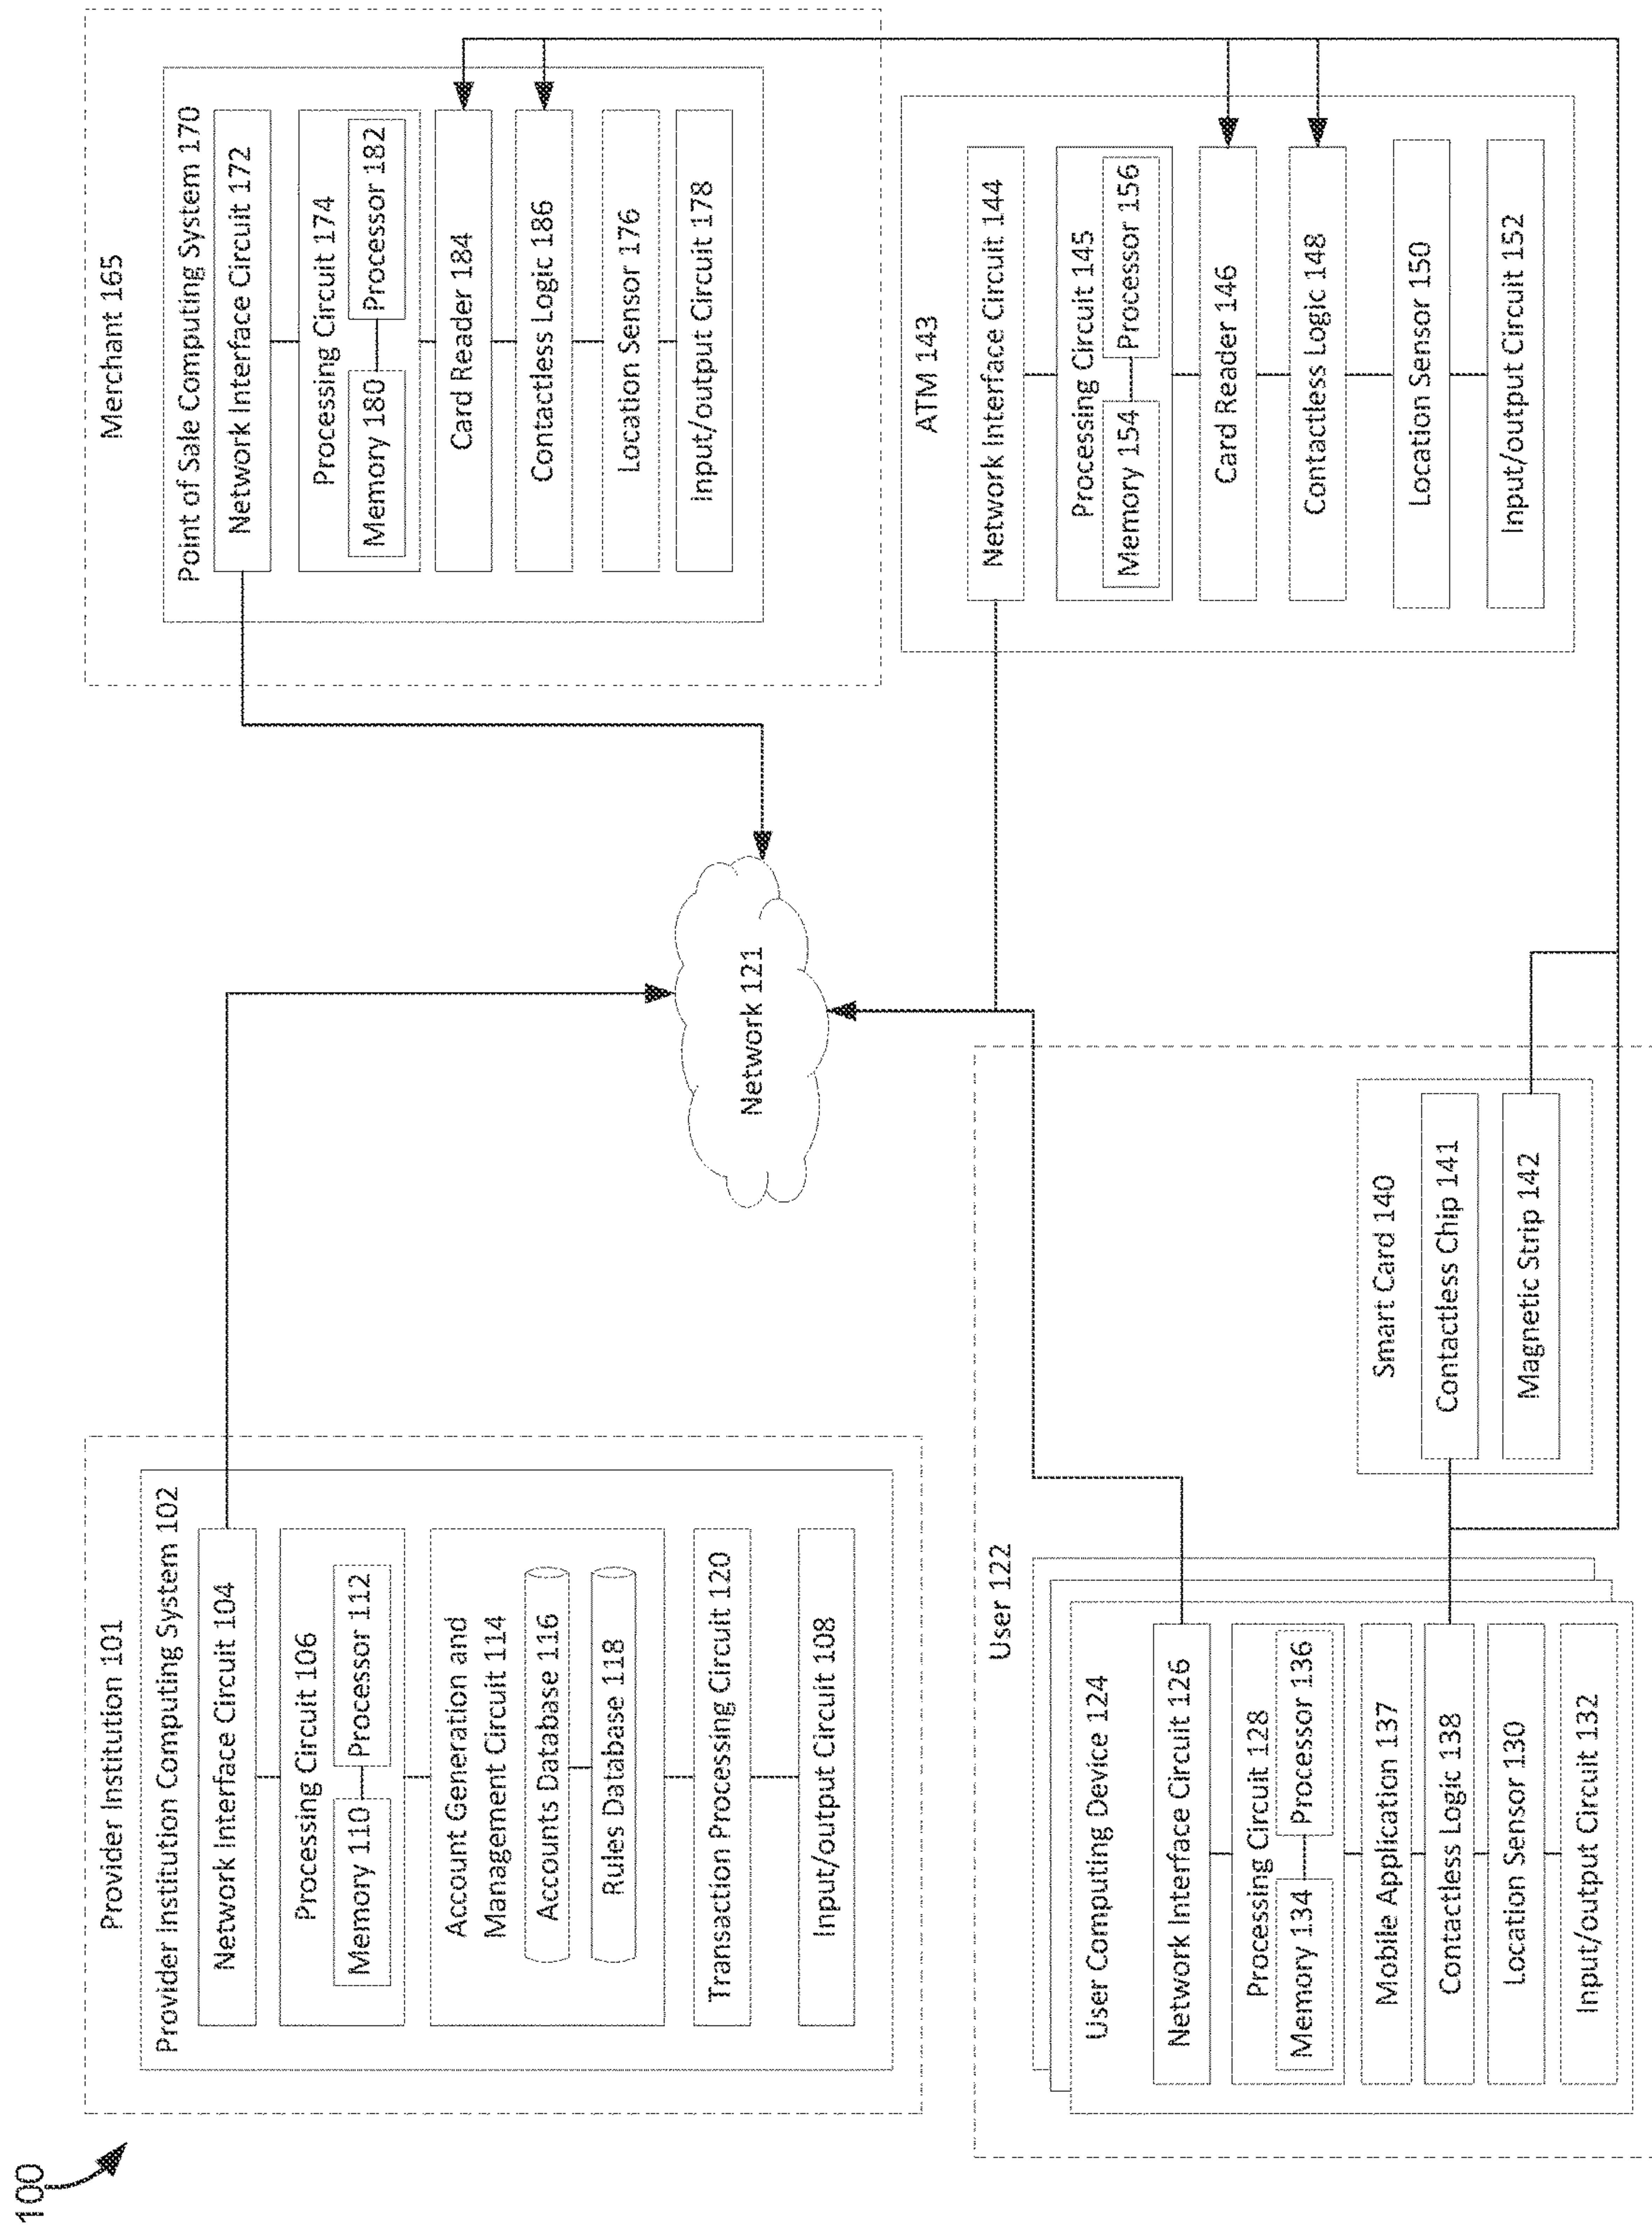 100
Provider Institution 101
Provider Institution Computing System 102
Network Interface Circuit 104
Processing Circuit 106
Memory 110
Processor 112
Account Generation and
Management Circuit 114
Accounts Database 116
Rules Database 118
Transaction Processing Circuit 120
Input/output Circuit 108
Network 121
Merchant 165
Point of Sale Computing System 170
Network Interface Circuit 172
Processing Circuit 174
Memory 180
Processor 182
Card Reader 184
Contactless Logic 186
Location Sensor 176
Input/output Circuit 178
User 122
User Computing Device 124
Network Interface Circuit 126
Processing Circuit 128
Memory 134
Processor 136
Mobile Application 137
Contactless Logic 138
Location Sensor 130
Input/output Circuit 132
Smart Card 140
Contactless Chip 141
Magnetic Strip 142
ATM 143
Network Interface Circuit 144
Processing Circuit 145
Memory 154
Processor 156
Card Reader 146
Contactless Logic 148
Location Sensor 150
Input/output Circuit 152